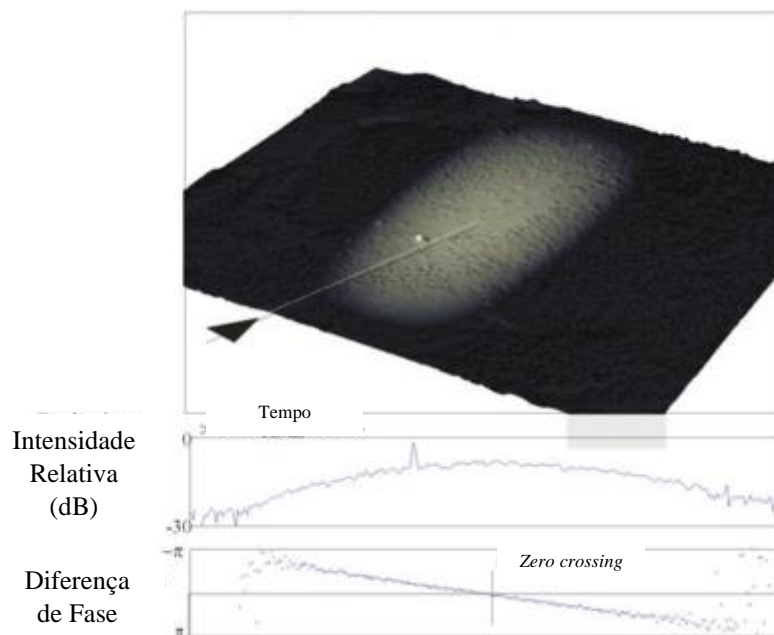 Tempo
Intensidade
Relativa
(dB)
0
-30
-π
Zero crossing
Diferença
de Fase
π